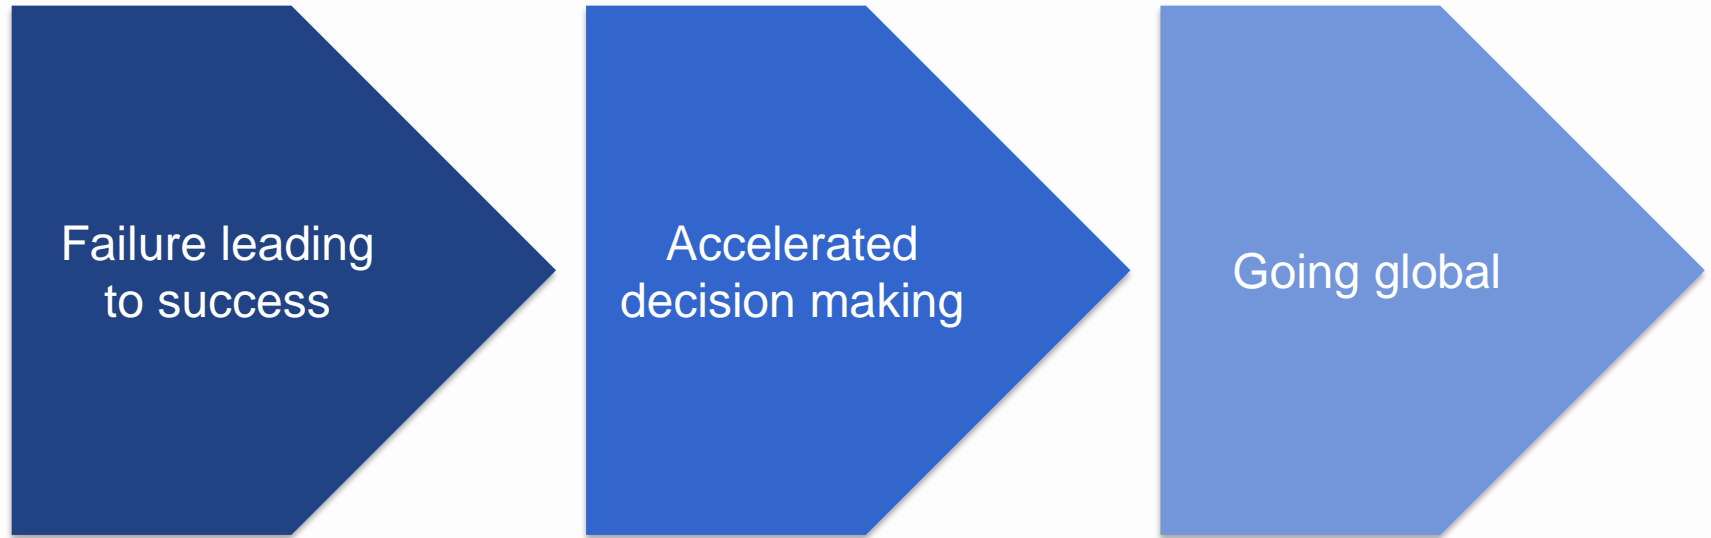 Failure leading
to success
Accelerated
decision making
Going global